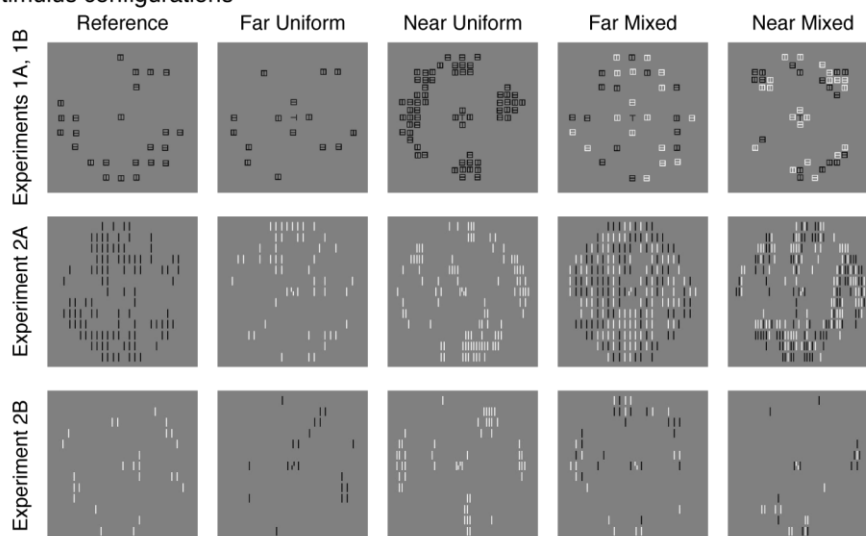 Reference Far Uniform Near Uniform Far Mixed Near Mixed
Experiments 1A, 1B
Experiment 2A
Experiment 2B